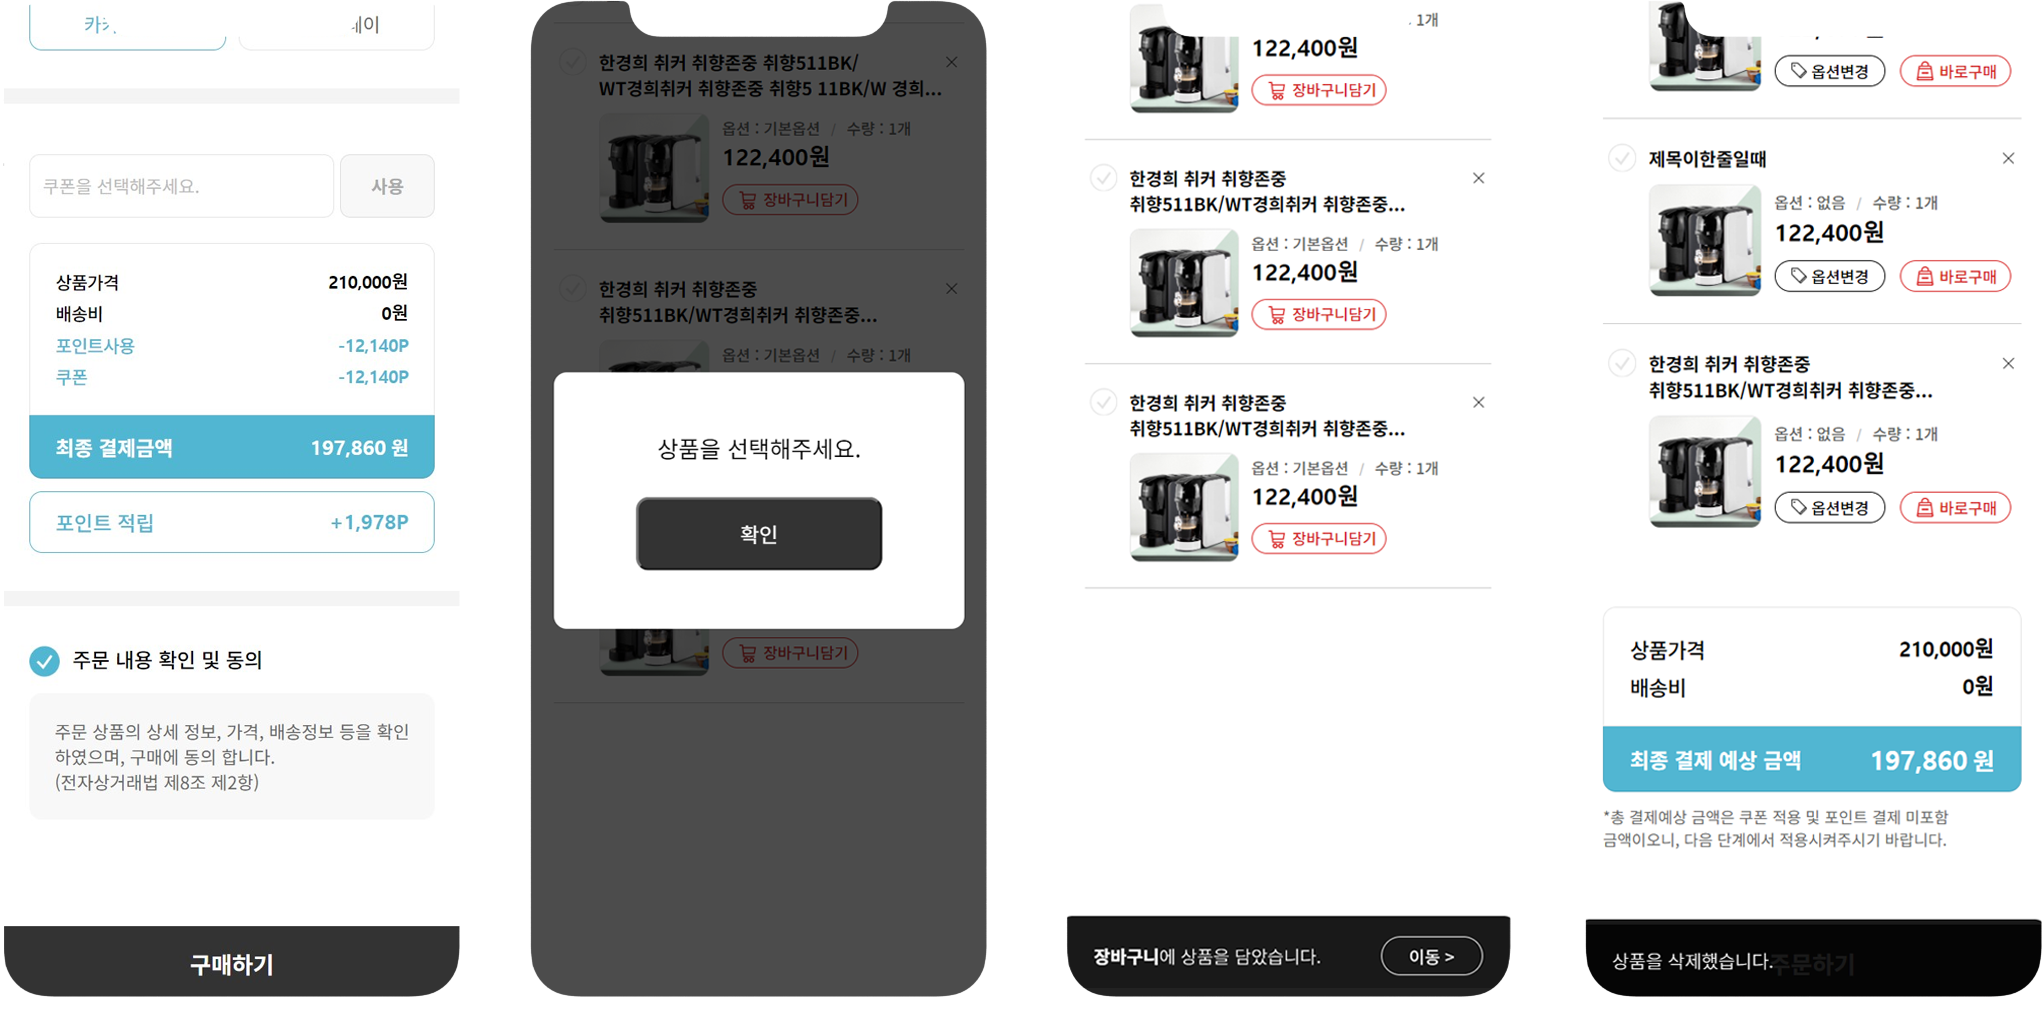 쿠폰을 선택해주세요.
사용
상품가격 210,000원
배송비 0원
포인트사용 -12,140P
쿠폰 -12,140P
최종 결제금액 197,860 원
포인트 적립 +1,978P
주문 내용 확인 및 동의
주문 상품의 상세 정보, 가격, 배송정보 등을 확인
하였으며, 구매에 동의 합니다.
(전자상거래법 제8조 제2항)
구매하기
한경희 취커 취향존중 취향511BK/
WT경희취커 취향존중 취향5 11BK/W 경희...
옵션 : 기본옵션 / 수량 : 1개
122,400원
장바구니담기
한경희 취커 취향존중
취향511BK/WT경희취커 취향존중...
옵션 : 기본옵션 / 수량 : 1개
상품을 선택해주세요.
확인
장바구니담기
1개
122,400원
장바구니담기
한경희 취커 취향존중
취향511BK/WT경희취커 취향존중...
옵션 : 기본옵션 / 수량 : 1개
122,400원
장바구니담기
한경희 취커 취향존중
취향511BK/WT경희취커 취향존중...
옵션 : 기본옵션 / 수량 : 1개
122,400원
장바구니담기
장바구니에 상품을 담았습니다.
이동 >
옵션변경 바로구매
제목이한줄일때
옵션 : 없음 / 수량 : 1개
122,400원
옵션변경 바로구매
한경희 취커 취향존중
취향511BK/WT경희취커 취향존중...
옵션 : 없음 / 수량 : 1개
122,400원
옵션변경 바로구매
상품가격 210,000원
배송비 0원
최종 결제 예상 금액 197,860 원
*총 결제예상 금액은 쿠폰 적용 및 포인트 결제 미포함
금액이오니, 다음 단계에서 적용시켜주시기 바랍니다.
상품을 삭제했습니다.
주문하기